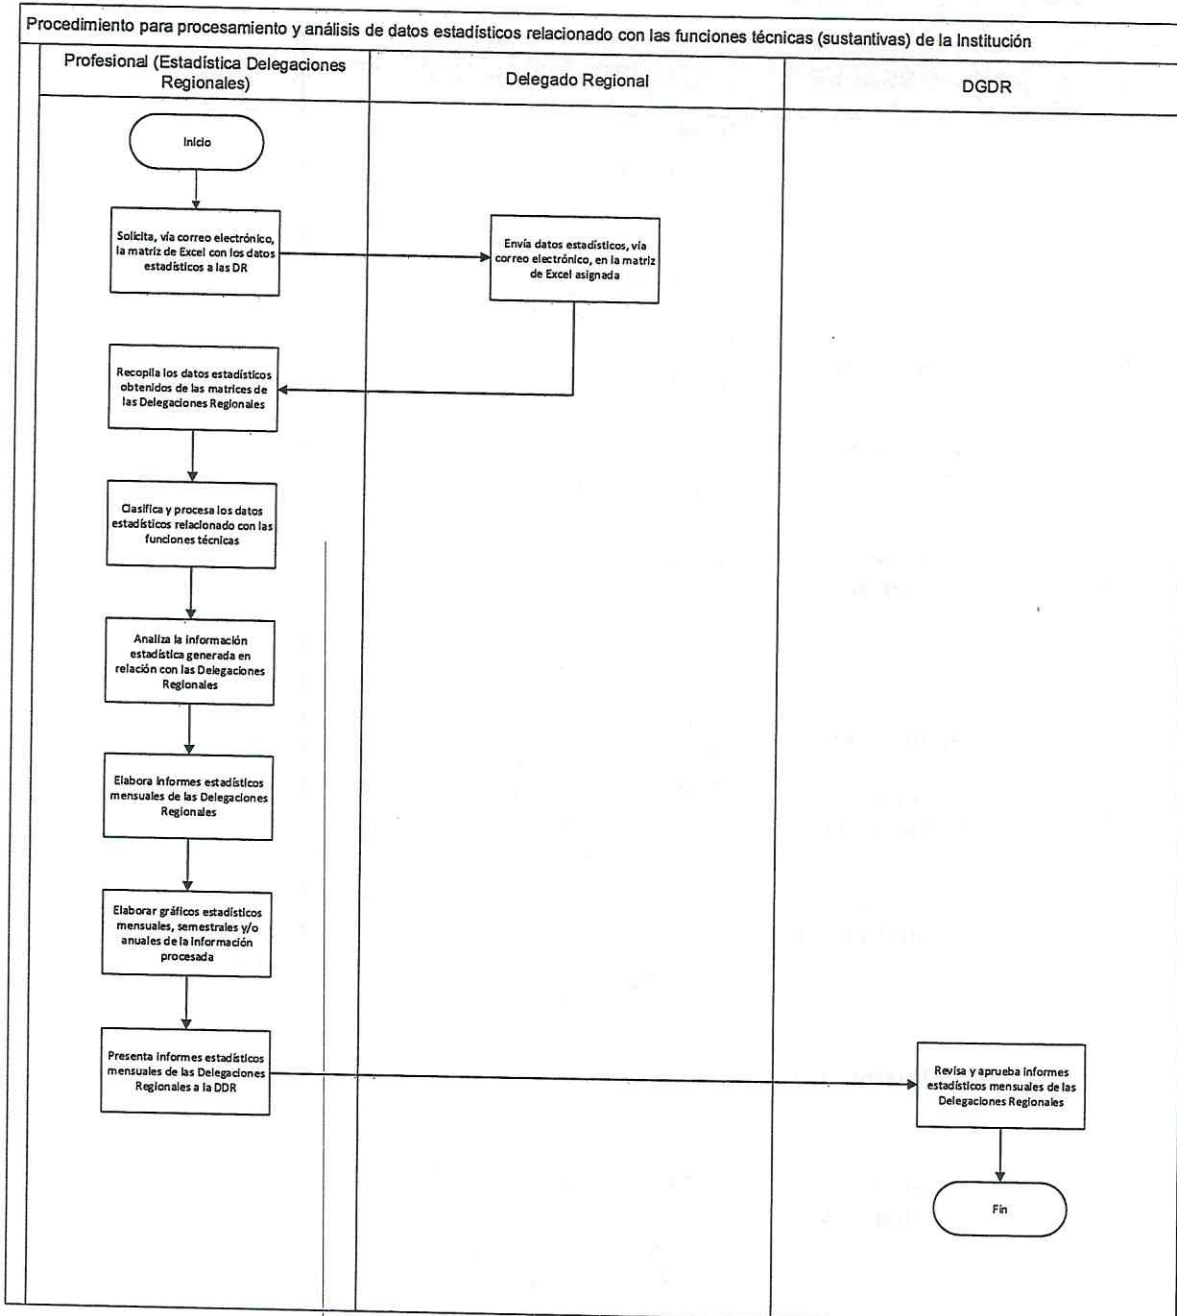 Procedimiento para procesamiento y análisis de datos estadísticos relacionado con las funciones técnicas (sustantivas) de la Institución
Profesional (Estadística Delegaciones
Regionales)
Delegado Regional
DGDR
Inicio
Solicita, vía correo electrónico,
la matriz de Excel con los datos
estadísticos a las DR
Envía datos estadísticos, vía
correo electrónico, en la matriz
de Excel asignada
Recopila los datos estadísticos
obtenidos de las matrices de
las Delegaciones Regionales
Clasifica y procesa los datos
estadísticos relacionado con las
funciones técnicas
Analiza la información
estadística generada en
relación con las Delegaciones
Regionales
Elabora informes estadísticos
mensuales de las Delegaciones
Regionales
Elaborar gráficos estadísticos
mensuales, semestrales y/o
anuales de la información
procesada
Presenta informes estadísticos
mensuales de las Delegaciones
Regionales a la DDR
Revisa y aprueba informes
estadísticos mensuales de las
Delegaciones Regionales
Fin